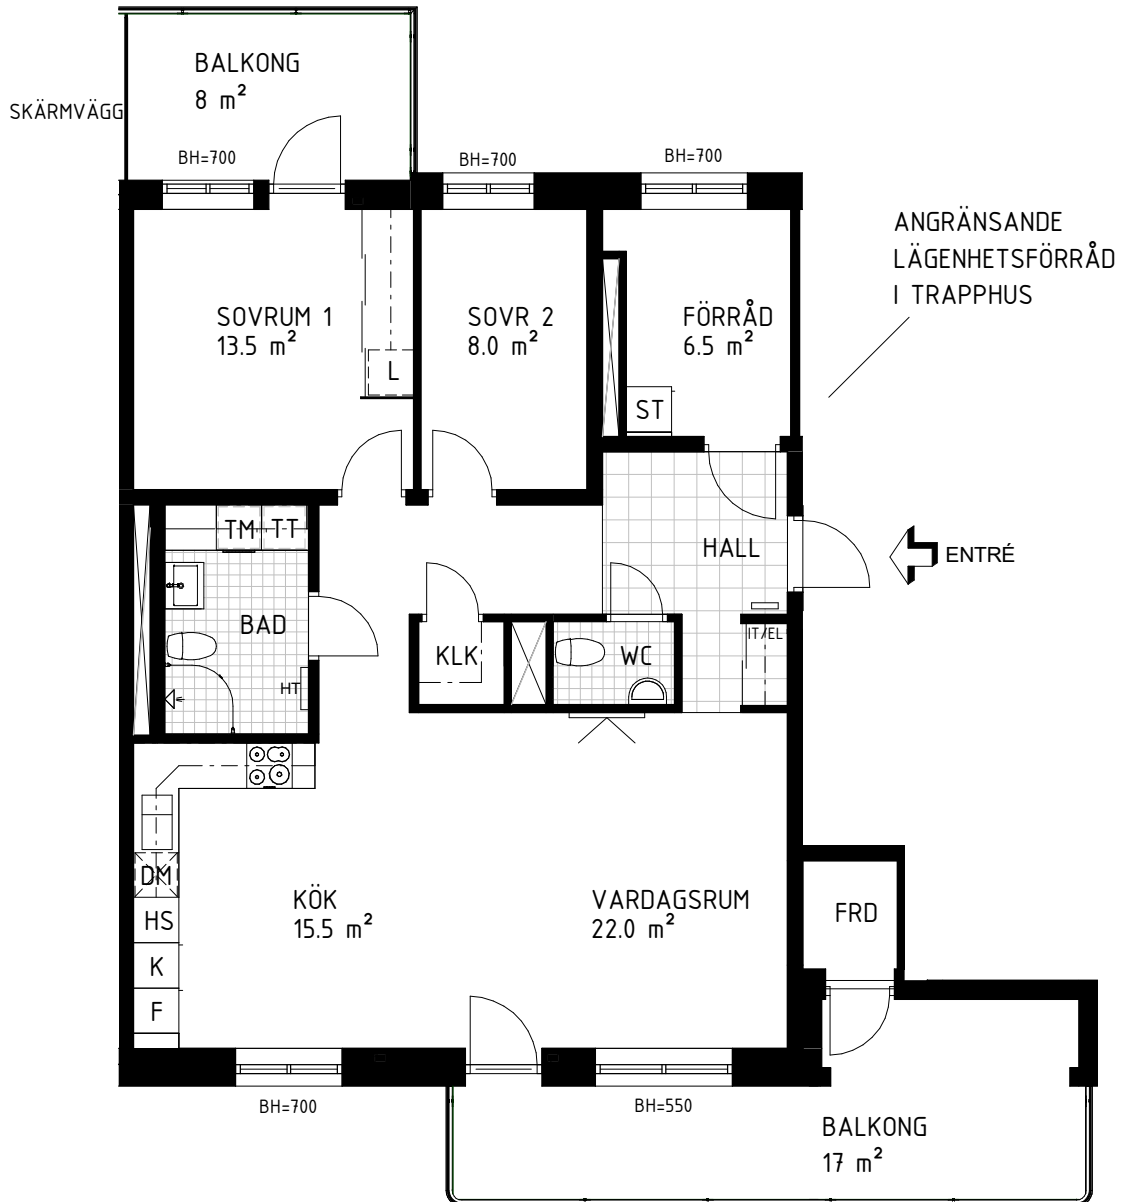 BALKONG
8 m²
SKÄRMVÄGG
BH=700
BH=700
BH=700
ANGRÄNSANDE
LÄGENHETSFÖRRÅD
I TRAPPHUS
SOVRUM 1
13.5 m²
SOVR 2
8.0 m²
FÖRRÅD
6.5 m²
L
ST
TM
TT
HALL
ENTRÉ
BAD
KLK
WC
IT/EL
HT
DM
HS
K
F
KÖK
15.5 m²
VARDAGSRUM
22.0 m²
FRD
BH=700
BH=550
BALKONG
17 m²